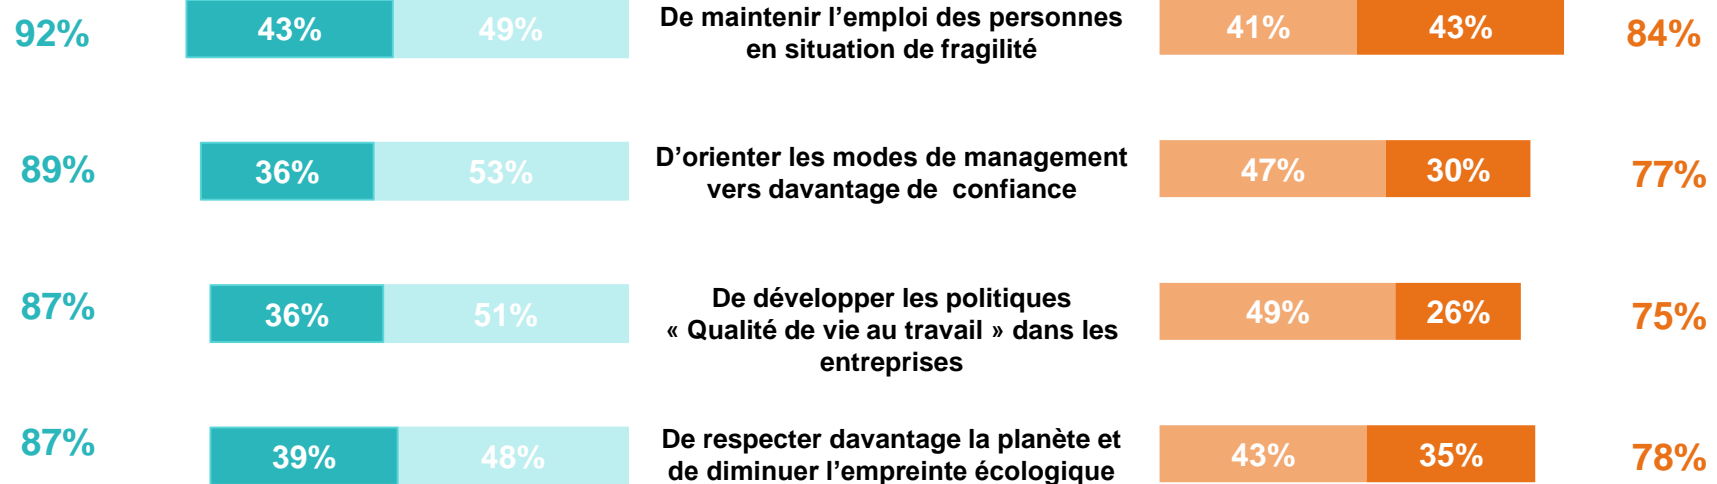 92% 43% 49% De maintenir l’emploi des personnes 41% 43% 84%
en situation de fragilité
89% 36% 53% D’orienter les modes de management 47% 30% 77%
vers davantage de confiance
87% 36% 51% De développer les politiques 49% 26% 75%
« Qualité de vie au travail » dans les
entreprises
87% 39% 48% De respecter davantage la planète et 43% 35% 78%
de diminuer l’empreinte écologique